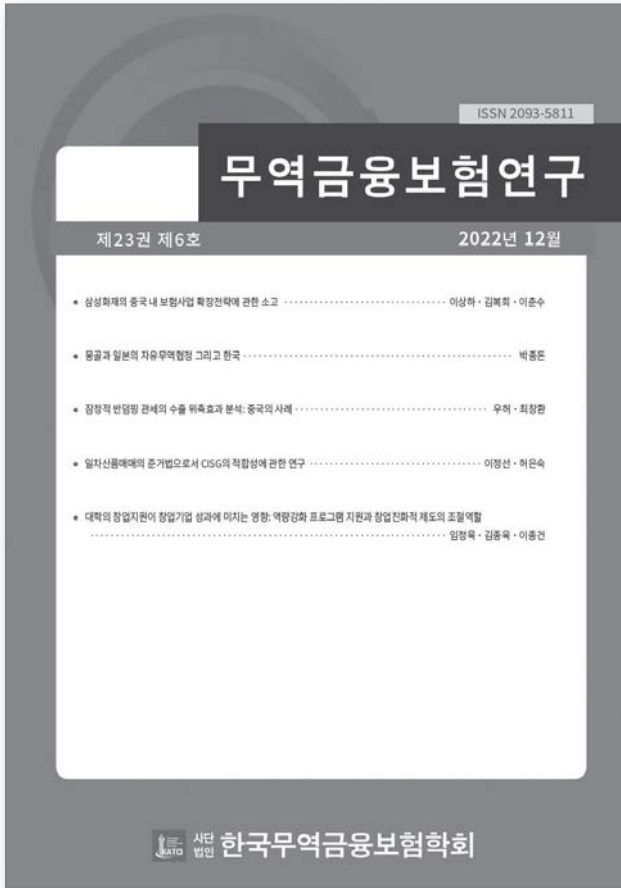 ISSN 2093-5811
무역금융보험연구
제23권 제6호 2022년 12월
• 삼성화재의 중국 내 보험사업 확장전략에 관한 소고 ································ 이상하・김복희・이춘수
• 몽골과 일본의 자유무역협정 그리고 한국 ································ 박종돈
• 잠정적 반덤핑 관세의 수출 위축효과 분석: 중국의 사례 ································ 우허・최창환
• 일차산품매매의 준거법으로서 CISG의 적합성에 관한 연구 ································ 이정선・허은숙
• 대학의 창업지원이 창업기업 성과에 미치는 영향: 역량강화 프로그램 지원과 창업친화적 제도의 조절역할
································ 임정묵・김종욱・이종건
KATFI 사단법인 한국무역금융보험학회